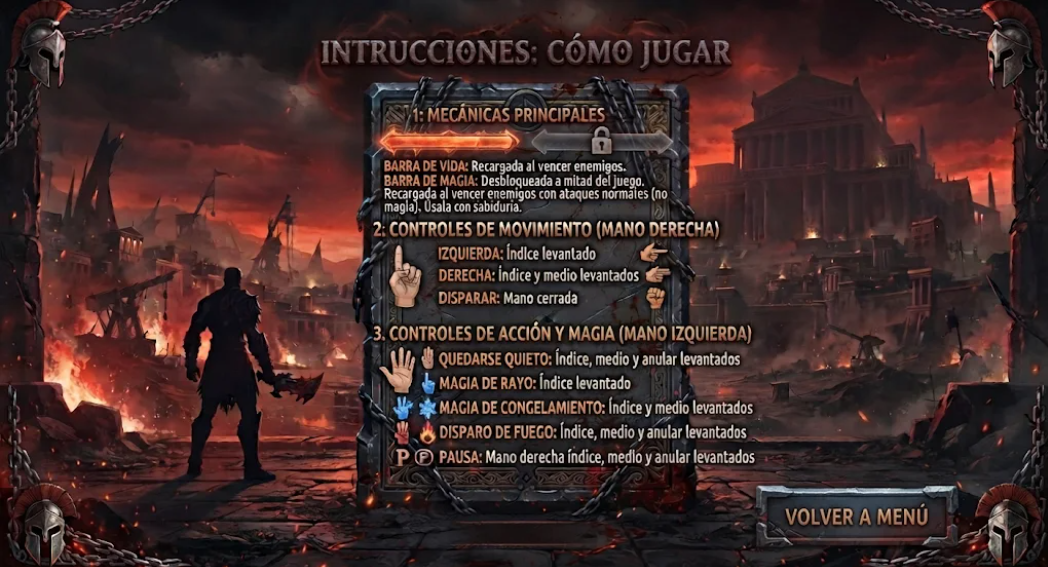 INTRUCCIONES: CÓMO JUGAR
1: MECÁNICAS PRINCIPALES
BARRA DE VIDA: Recargada al vencer enemigos.
BARRA DE MAGIA: Desbloqueada a mitad del juego.
Recargada al vencer enemigos con ataques normales (no
magia). Úsala con sabiduría.
2: CONTROLES DE MOVIMIENTO (MANO DERECHA)
IZQUIERDA: Índice levantado
DERECHA: Índice y medio levantados
DISPARAR: Mano cerrada
3. CONTROLES DE ACCIÓN Y MAGIA (MANO IZQUIERDA)
QUEDARSE QUIETO: Índice, medio y anular levantados
MAGIA DE RAYO: Índice levantado
MAGIA DE CONGELAMIENTO: Índice y medio levantados
DISPARO DE FUEGO: Índice, medio y anular levantados
P P PAUSA: Mano derecha índice, medio y anular levantados
VOLVER A MENÚ